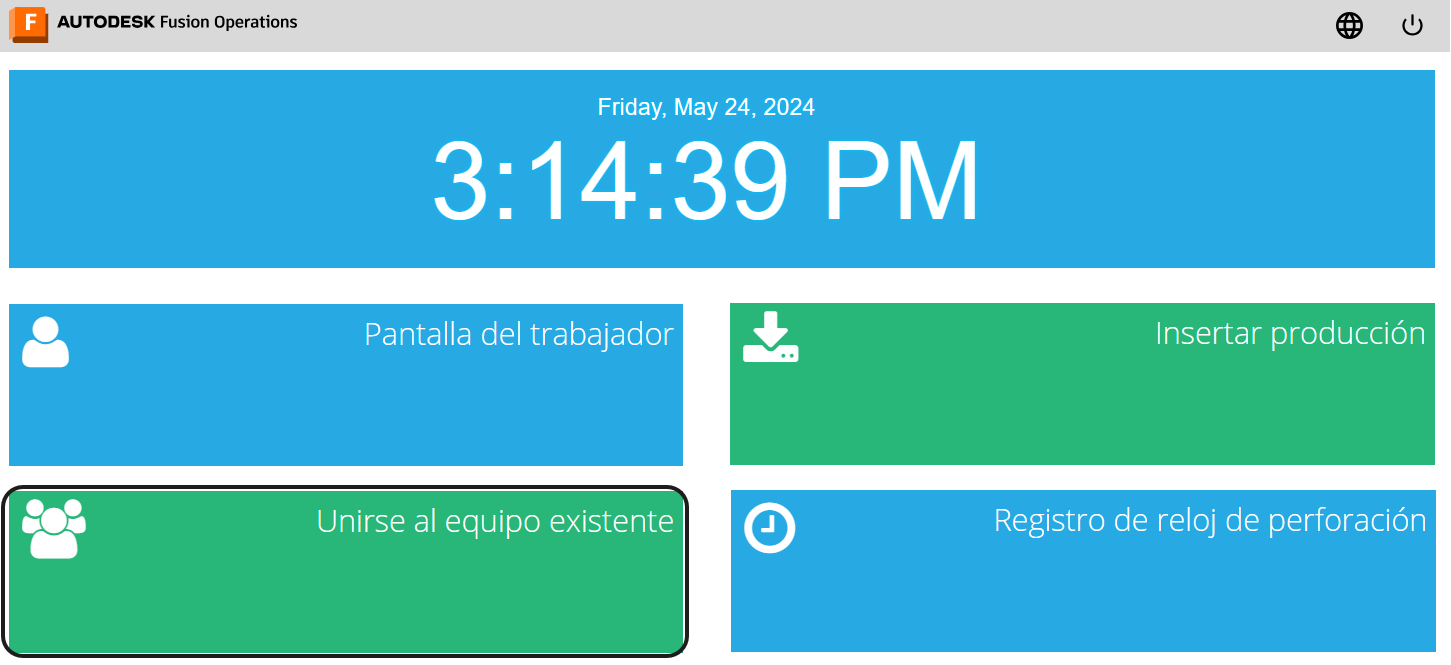 F AUTODESK Fusion Operations
Friday, May 24, 2024
3:14:39 PM
Pantalla del trabajador
Insertar producción
Unirse al equipo existente
Registro de reloj de perforación